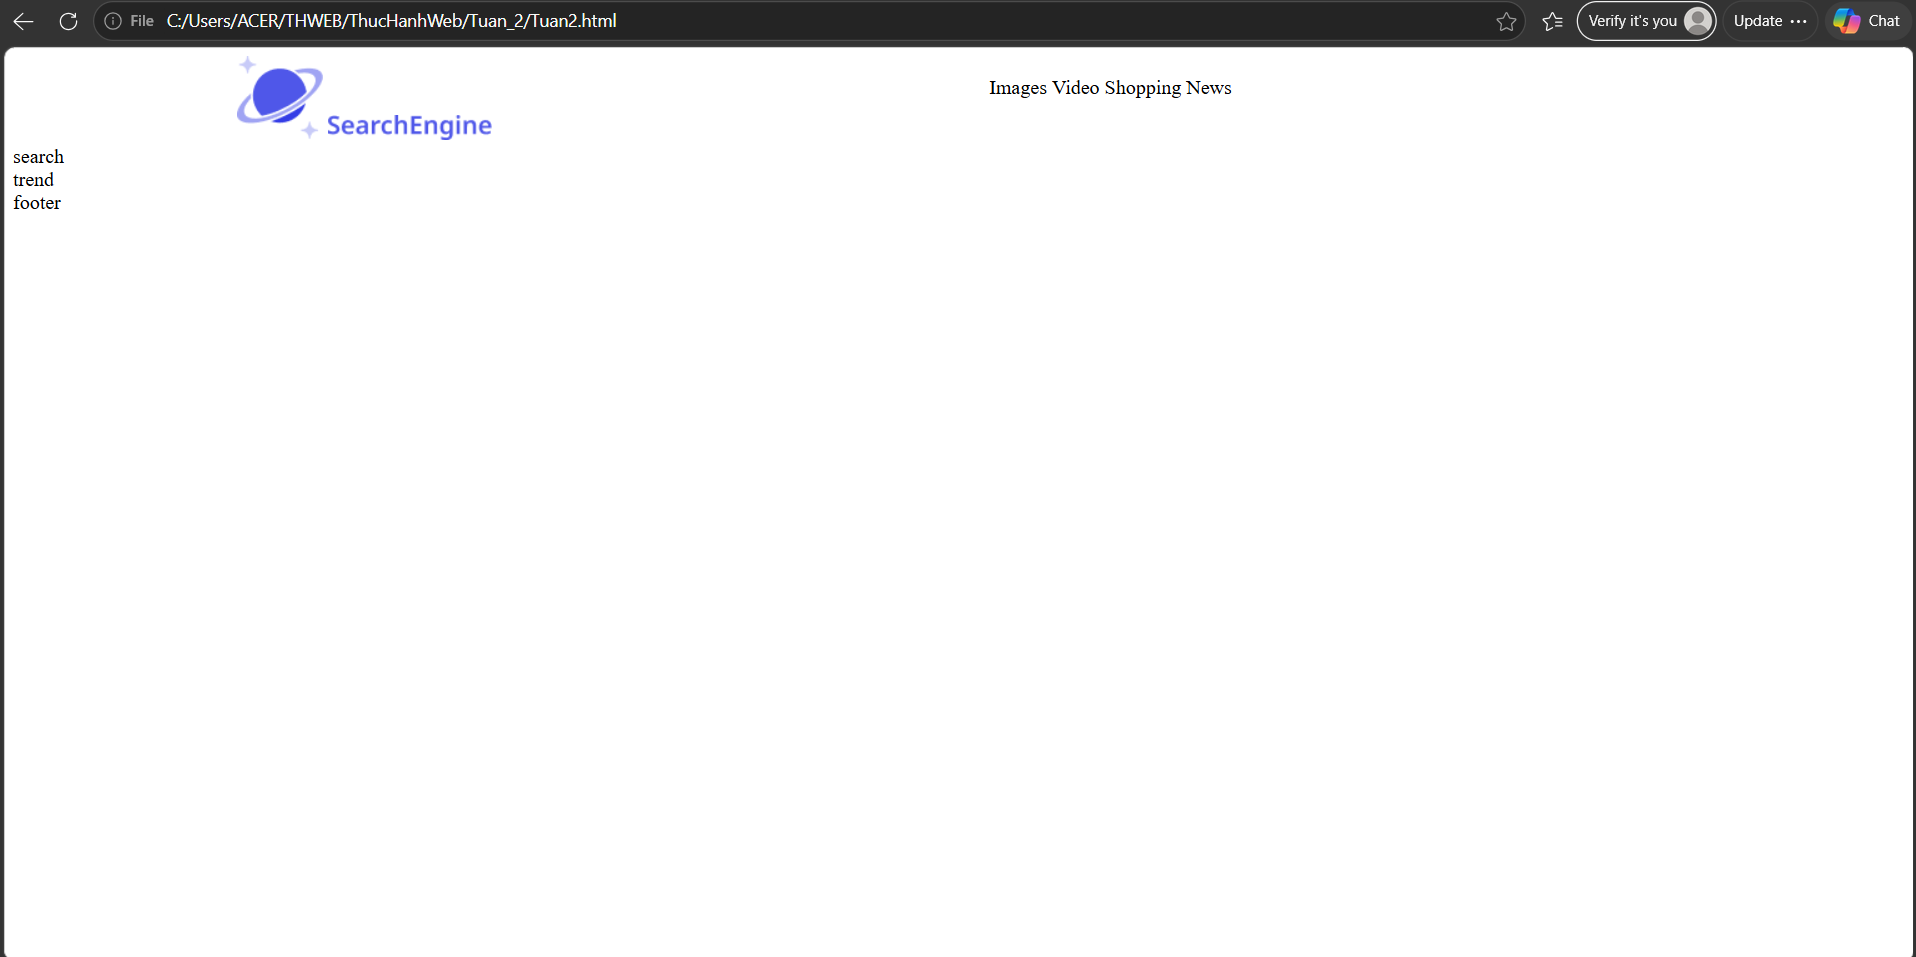 File C:/Users/ACER/THWEB/ThucHanhWeb/Tuan_2/Tuan2.html Verify it's you Update Chat
SearchEngine
Images Video Shopping News
search
trend
footer